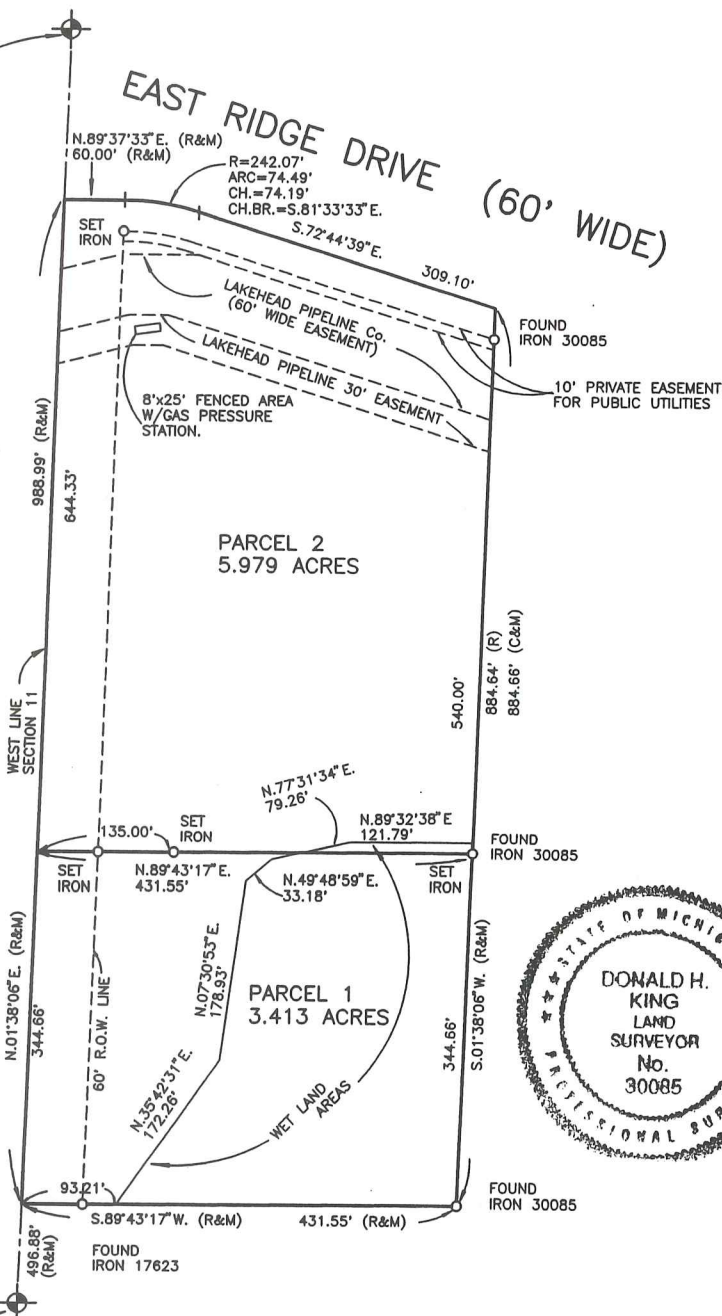 EAST RIDGE DRIVE (60' WIDE)
N.89°37'33"E. (R&M)
60.00' (R&M)
R=242.07'
ARC=74.49'
CH.=74.19'
CH.BR.=S.81°33'33"E.
S.72°44'39"E.
309.10'
SET
IRON
LAKEHEAD PIPELINE Co.
(60' WIDE EASEMENT)
LAKEHEAD PIPELINE 30' EASEMENT
FOUND
IRON 30085
10' PRIVATE EASEMENT
FOR PUBLIC UTILITIES
8'x25' FENCED AREA
W/GAS PRESSURE
STATION.
988.99' (R&M)
644.33'
PARCEL 2
5.979 ACRES
WEST LINE
SECTION 11
540.00'
884.64' (R)
884.66' (C&M)
N.77°31'34"E.
79.26'
N.89°32'38"E
121.79'
135.00'
SET
IRON
FOUND
IRON 30085
SET
IRON
N.89°43'17"E.
431.55'
N.49°48'59"E.
33.18'
SET
IRON
N.01°38'06"E. (R&M)
344.66'
60' R.O.W. LINE
N.07°30'53"E.
178.93'
PARCEL 1
3.413 ACRES
N.35°42'31"E.
172.26'
WET LAND
AREAS
344.66'
S.01°38'06"W. (R&M)
STATE OF MICHIG
DONALD H.
KING
LAND
SURVEYOR
No.
30085
PROFESSIONAL SUR
93.21'
S.89°43'17"W. (R&M)
431.55' (R&M)
FOUND
IRON 30085
496.88'
(R&M)
FOUND
IRON 17623